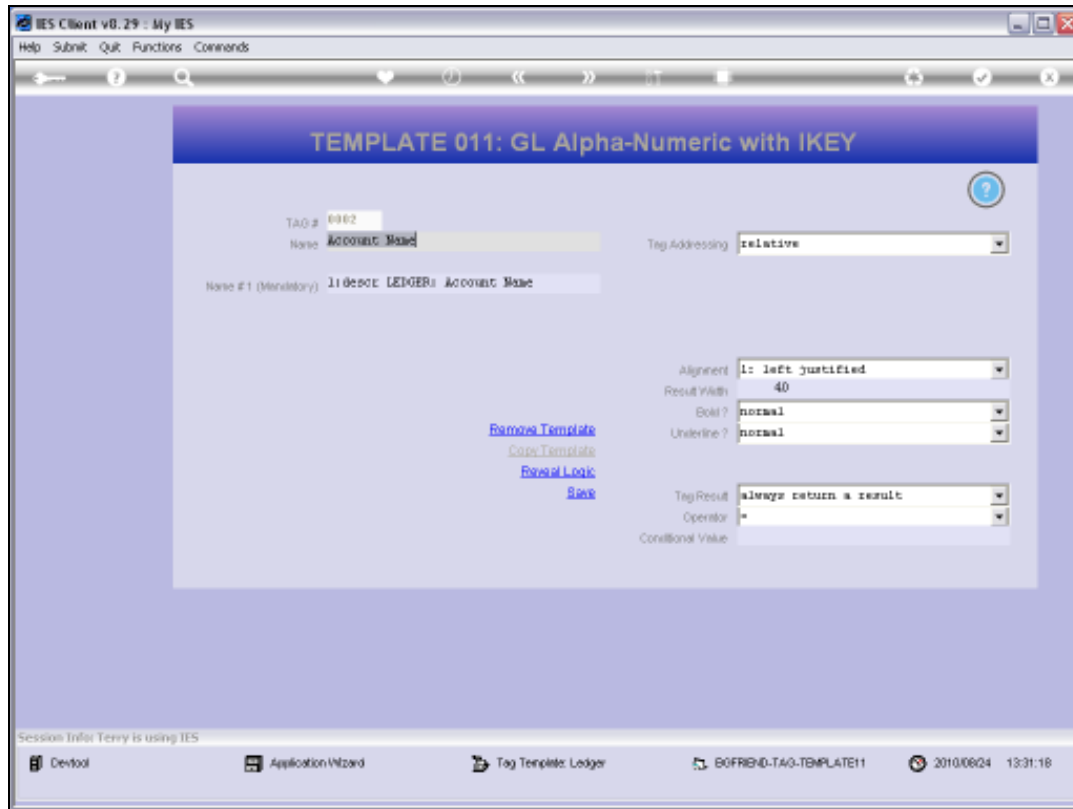 IES Client v8.29 : My IES
Help Submit Quit Functions Commands
TEMPLATE 011: GL Alpha-Numeric with IKEY
TAG # 0002
Name Account Name
Tag Addressing relative
Name #1 (Mandatory) 1:descr LEDGER: Account Name
Alignment l: left justified
Result Width 40
Bold ? normal
Remove Template
Underline ? normal
Copy Template
Reveal Logic
Save
Tag Result always return a result
Operator =
Conditional Value
Session Info: Terry is using IES
Devtool Application Wizard Tag Template: Ledger BGFRIEND-TAG-TEMPLATE11 2010/08/24 13:31:18